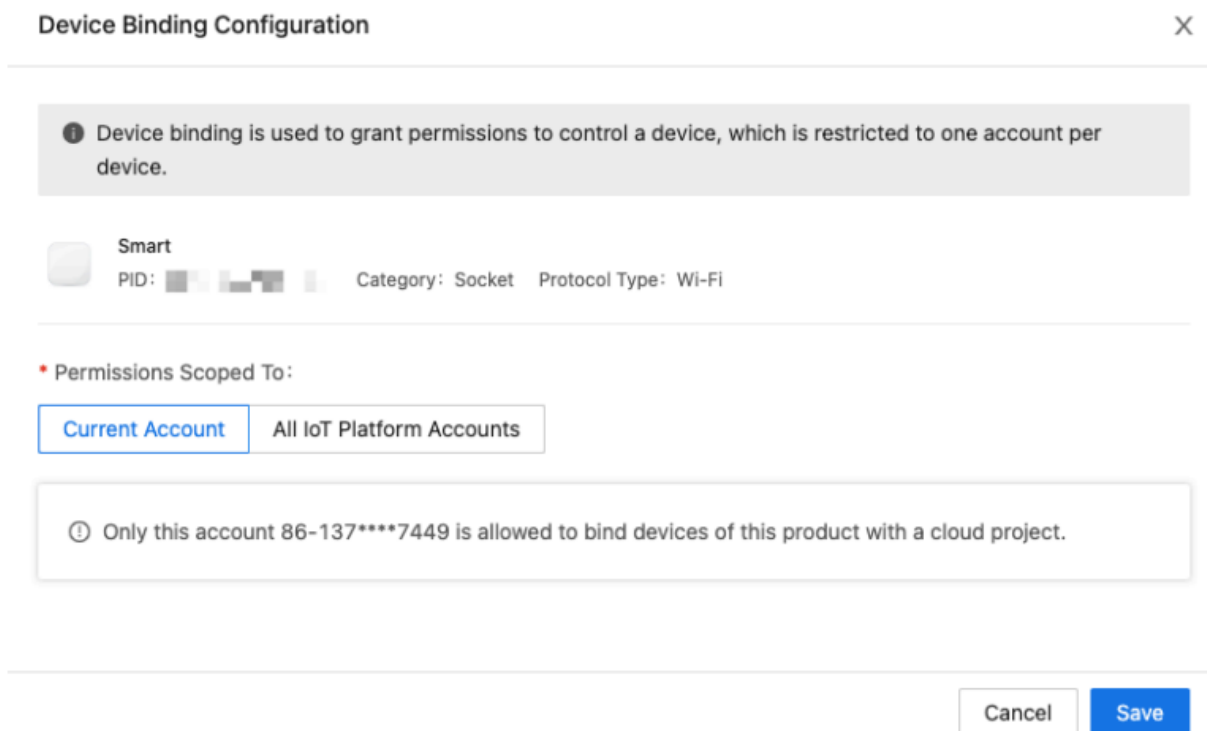 Device Binding Configuration
Device binding is used to grant permissions to control a device, which is restricted to one account per
device.
Smart
PID: Category: Socket Protocol Type: Wi-Fi
* Permissions Scoped To:
Current Account All IoT Platform Accounts
Only this account 86-137****7449 is allowed to bind devices of this product with a cloud project.
Cancel Save